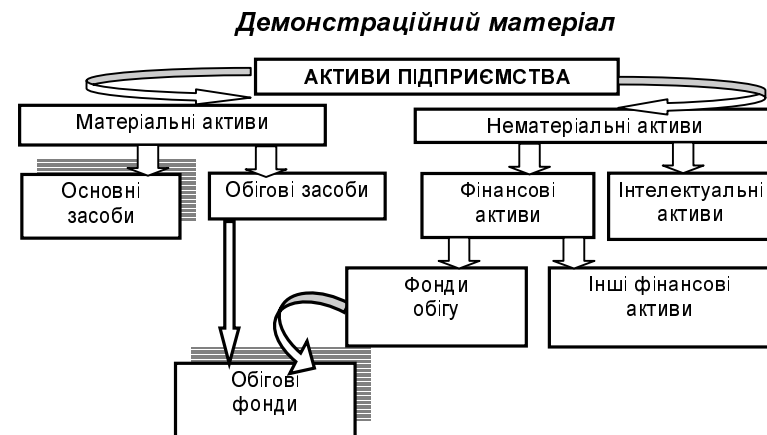 Демонстраційний матеріал
АКТИВИ ПІДПРИЄМСТВА
Матеріальні активи
Нематеріальні активи
Основні
засоби
Обігові засоби
Фінансові
активи
Інтелектуальні
активи
Фонди
обігу
Інші фінансові
активи
Обігові
фонди